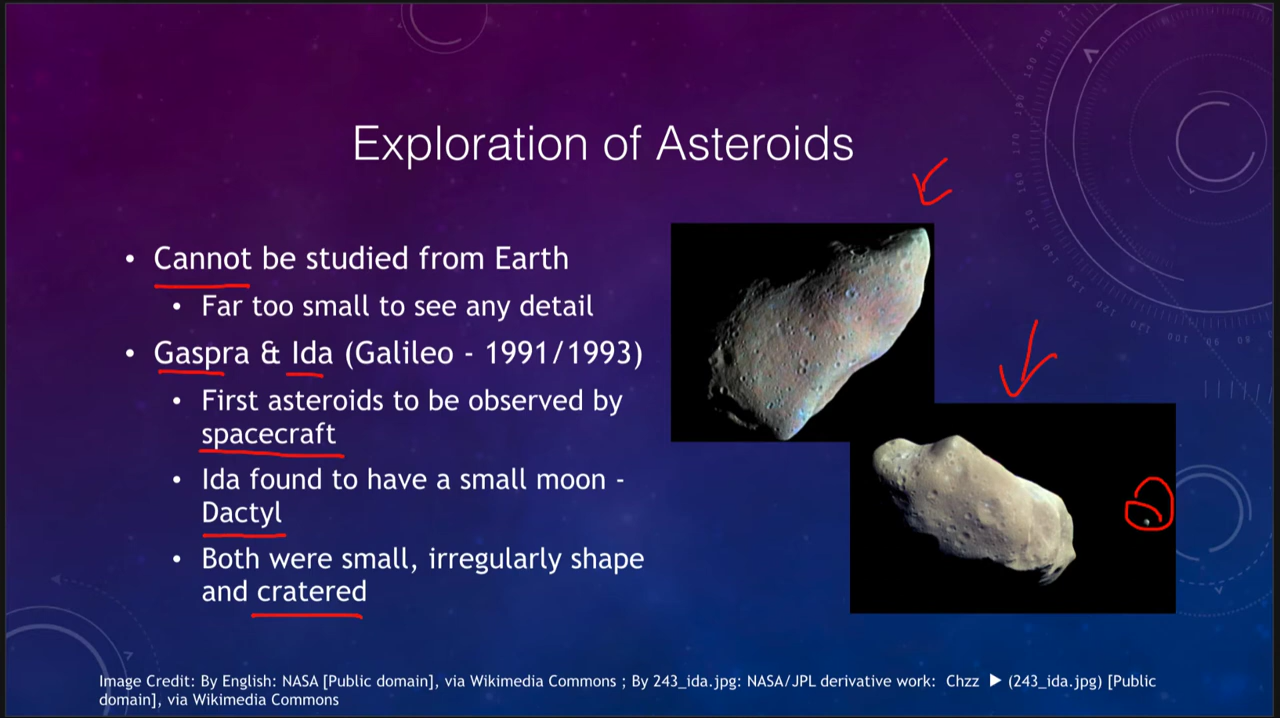 Exploration of Asteroids
• Cannot be studied from Earth
• Far too small to see any detail
• Gaspra & Ida (Galileo - 1991/1993)
• First asteroids to be observed by
spacecraft
• Ida found to have a small moon -
Dactyl
• Both were small, irregularly shape
and cratered
Image Credit: By English: NASA [Public domain], via Wikimedia Commons ; By 243_ida.jpg: NASA/JPL derivative work: Chzz ► (243_ida.jpg) [Public
domain], via Wikimedia Commons